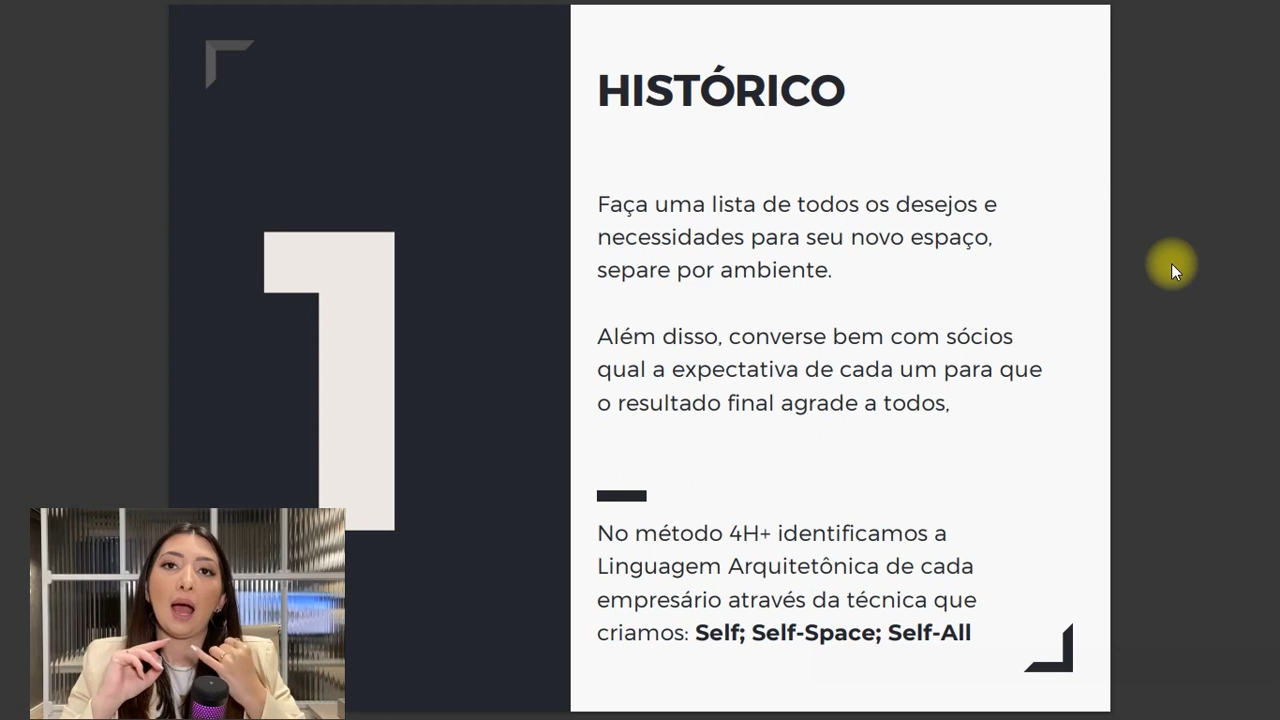 1
HISTÓRICO
Faça uma lista de todos os desejos e
necessidades para seu novo espaço,
separe por ambiente.
Além disso, converse bem com sócios
qual a expectativa de cada um para que
o resultado final agrade a todos,
No método 4H+ identificamos a
Linguagem Arquitetônica de cada
empresário através da técnica que
criamos: Self; Self-Space; Self-All